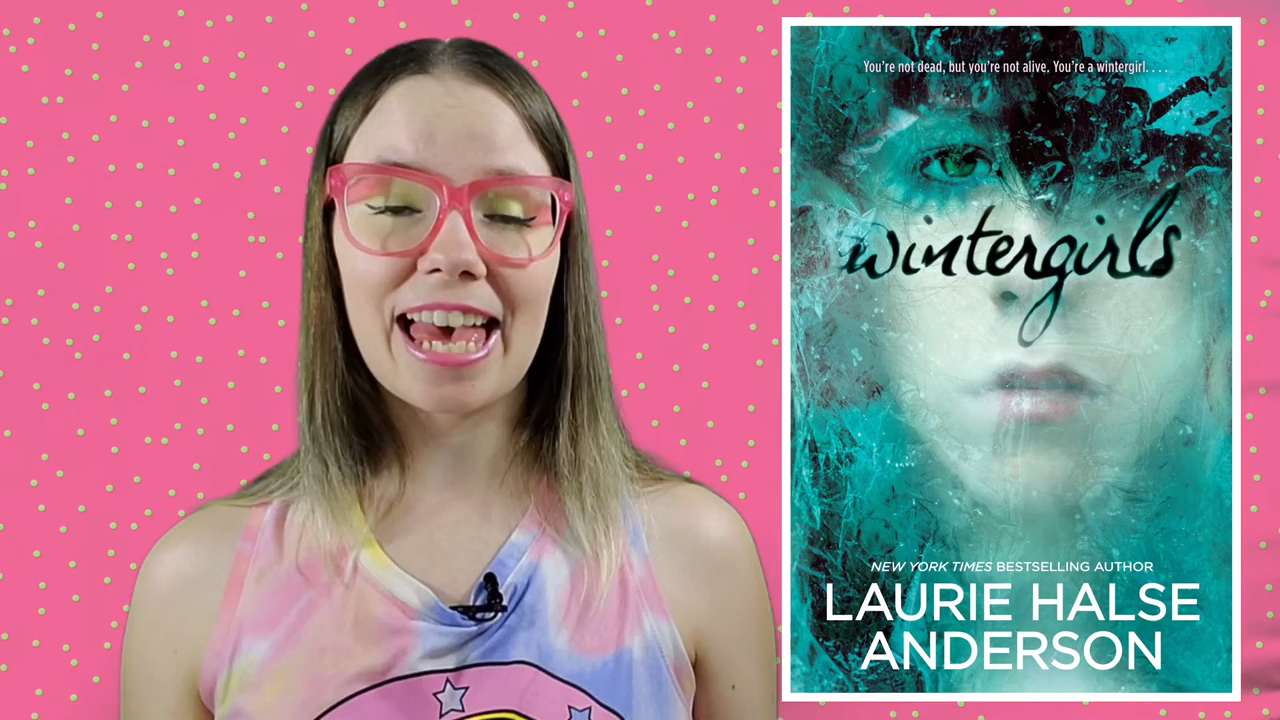 You're not dead, but you're not alive. You're a wintergirl. . . .
wintergirls
NEW YORK TIMES BESTSELLING AUTHOR
LAURIE HALSE
ANDERSON